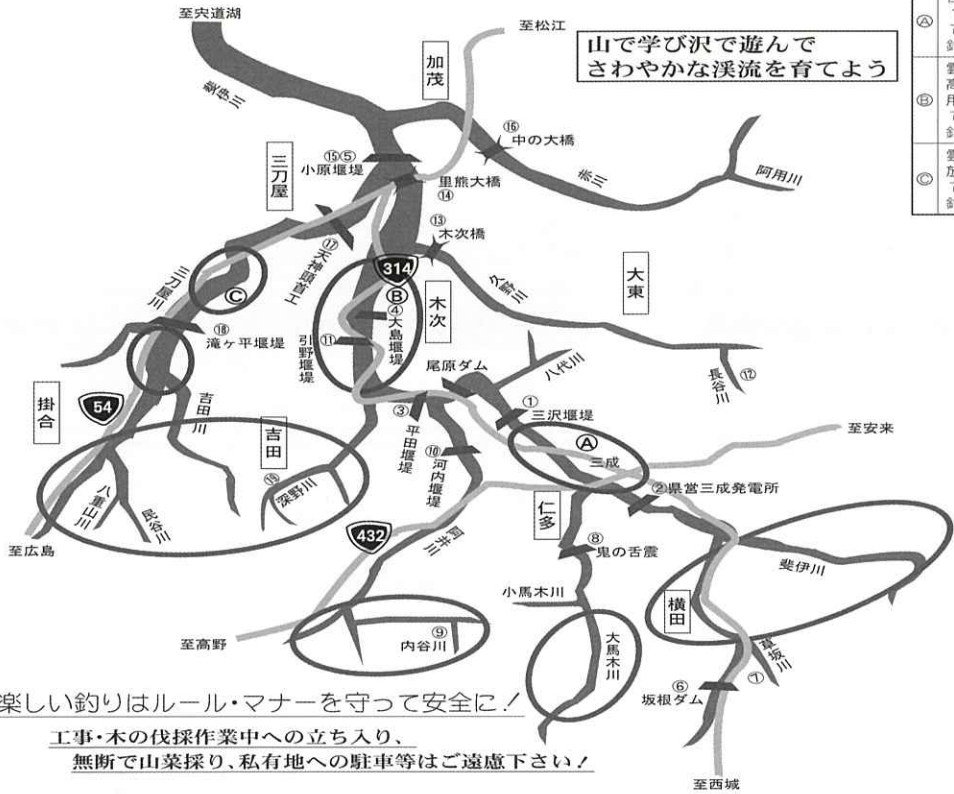 至宍道湖
至松江
山で学び沢で遊んで
さわやかな渓流を育てよう
Ⓐ
Ⓑ
Ⓒ
加茂
斐伊川
⑯
中の大橋
⑮⑤
小原堰堤
三刀屋
里熊大橋
⑭
赤川
阿用川
⑬
木次橋
⑰天神頭首工
314
Ⓑ
木次
久野川
大東
三刀屋川
Ⓒ
④大島堰堤
⑪
引野堰堤
⑱
滝ヶ平堰堤
尾原ダム
八代川
長谷川
⑫
掛合
54
吉田川
吉田
③
平田堰堤
①
三沢堰堤
Ⓐ
三成
至安来
⑩
河内堰堤
⑲
深野川
八重山川
民谷川
②県営三成発電所
仁多
至広島
432
阿井川
⑧
鬼の舌震
斐伊川
小馬木川
横田
至高野
⑨
内谷川
大馬木川
草坂川
⑦
⑥
坂根ダム
楽しい釣りはルール・マナーを守って安全に！
工事・木の伐採作業中への立ち入り、
無断で山菜採り、私有地への駐車等はご遠慮下さい！
至西城